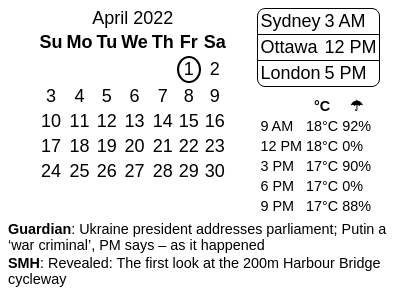 April 2022
Su Mo Tu We Th Fr Sa
1 2
3 4 5 6 7 8 9
10 11 12 13 14 15 16
17 18 19 20 21 22 23
24 25 26 27 28 29 30
Sydney 3 AM
Ottawa 12 PM
London 5 PM
°C ☂
9 AM 18°C 92%
12 PM 18°C 0%
3 PM 17°C 90%
6 PM 17°C 0%
9 PM 17°C 88%
Guardian: Ukraine president addresses parliament; Putin a
‘war criminal’, PM says – as it happened
SMH: Revealed: The first look at the 200m Harbour Bridge
cycleway